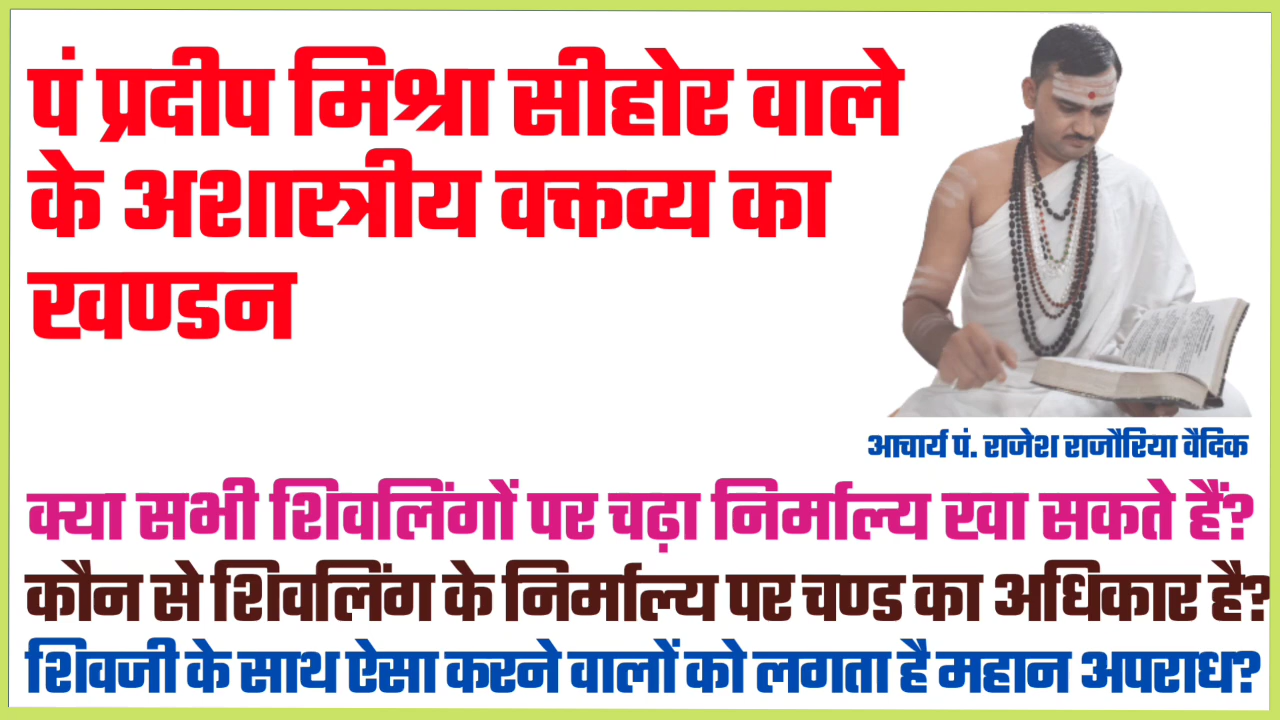 पं प्रदीप मिश्रा सीहोर वाले
के अशास्त्रीय वक्तव्य का
खण्डन
आचार्य पं. राजेश राजौरिया वैदिक
क्या सभी शिवलिंगों पर चढ़ा निर्माल्य खा सकते हैं?
कौन से शिवलिंग के निर्माल्य पर चण्ड का अधिकार है?
शिवजी के साथ ऐसा करने वालों को लगता है महान अपराध?